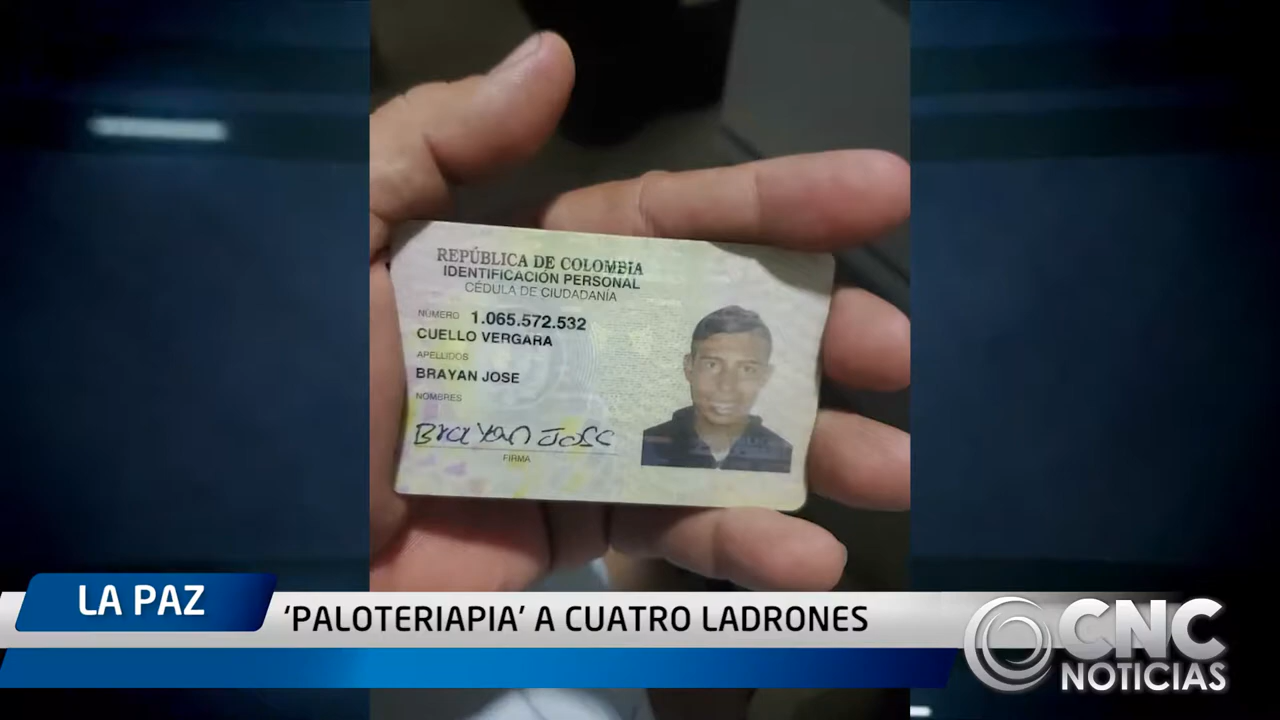 REPÚBLICA DE COLOMBIA
IDENTIFICACIÓN PERSONAL
CÉDULA DE CIUDADANÍA
NÚMERO 1.065.572.532
CUELLO VERGARA
APELLIDOS
BRAYAN JOSE
NOMBRES
Brayan Jose
FIRMA
LA PAZ
‘PALOTERIAPIA’ A CUATRO LADRONES
CNC
NOTICIAS